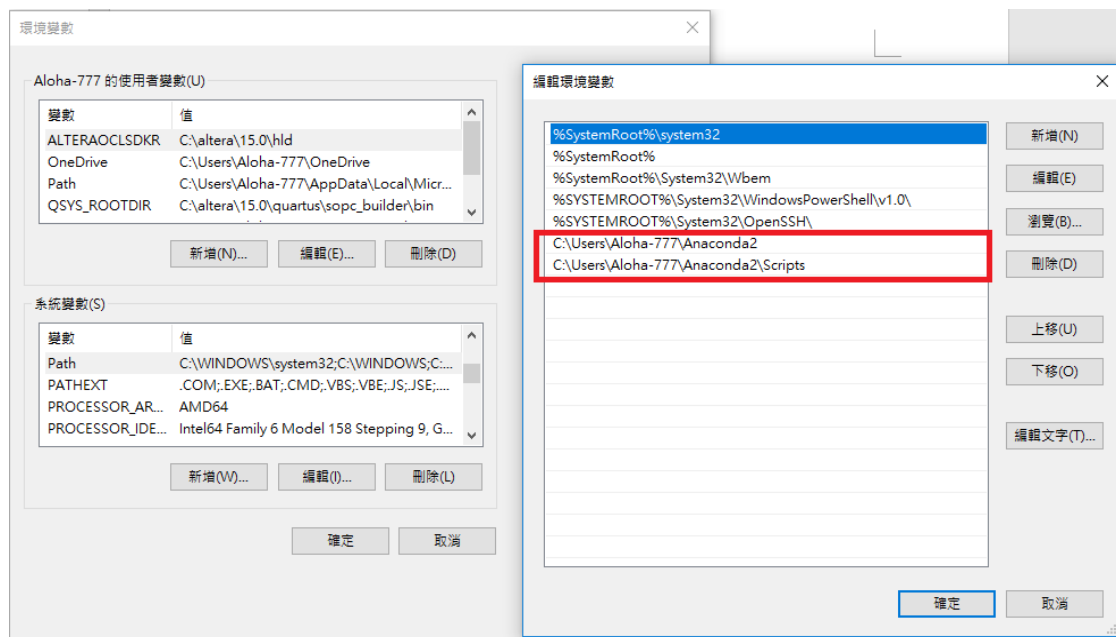 環境變數
Aloha-777 的使用者變數(U)
變數 值
ALTERAOCLSDKR C:\altera\15.0\hld
OneDrive C:\Users\Aloha-777\OneDrive
Path C:\Users\Aloha-777\AppData\Local\Micr...
QSYS_ROOTDIR C:\altera\15.0\quartus\sopc_builder\bin
新增(N)... 編輯(E)... 刪除(D)
系統變數(S)
變數 值
Path C:\WINDOWS\system32;C:\WINDOWS;C:...
PATHEXT .COM;.EXE;.BAT;.CMD;.VBS;.VBE;.JS;.JSE;....
PROCESSOR_AR... AMD64
PROCESSOR_IDE... Intel64 Family 6 Model 158 Stepping 9, G...
新增(W)... 編輯(I)... 刪除(L)
確定 取消
編輯環境變數
%SystemRoot%\system32
%SystemRoot%
%SystemRoot%\System32\Wbem
%SYSTEMROOT%\System32\WindowsPowerShell\v1.0\
%SYSTEMROOT%\System32\OpenSSH\
C:\Users\Aloha-777\Anaconda2
C:\Users\Aloha-777\Anaconda2\Scripts
新增(N)
編輯(E)
瀏覽(B)...
刪除(D)
上移(U)
下移(O)
編輯文字(T)...
確定 取消